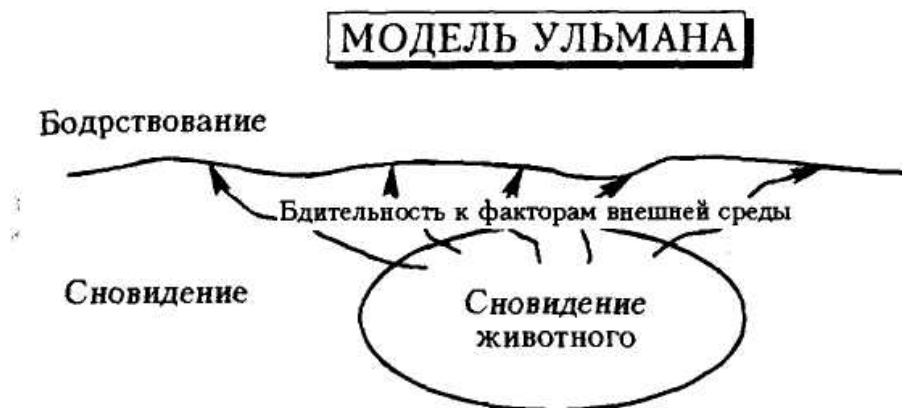 МОДЕЛЬ УЛЬМАНА
Бодрствование
Бдительность к факторам внешней среды
Сновидение
Сновидение
животного